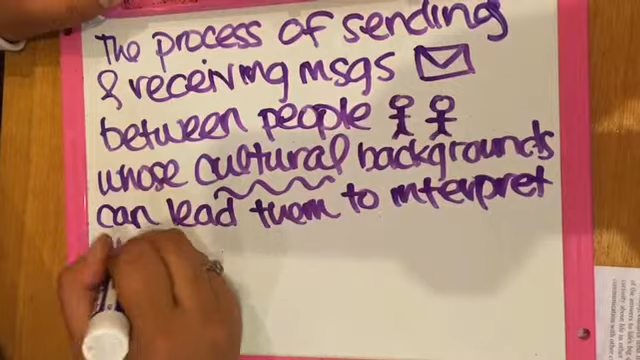 The process of sending
& receiving msgs
between people
whose cultural backgrounds
can lead them to interpret